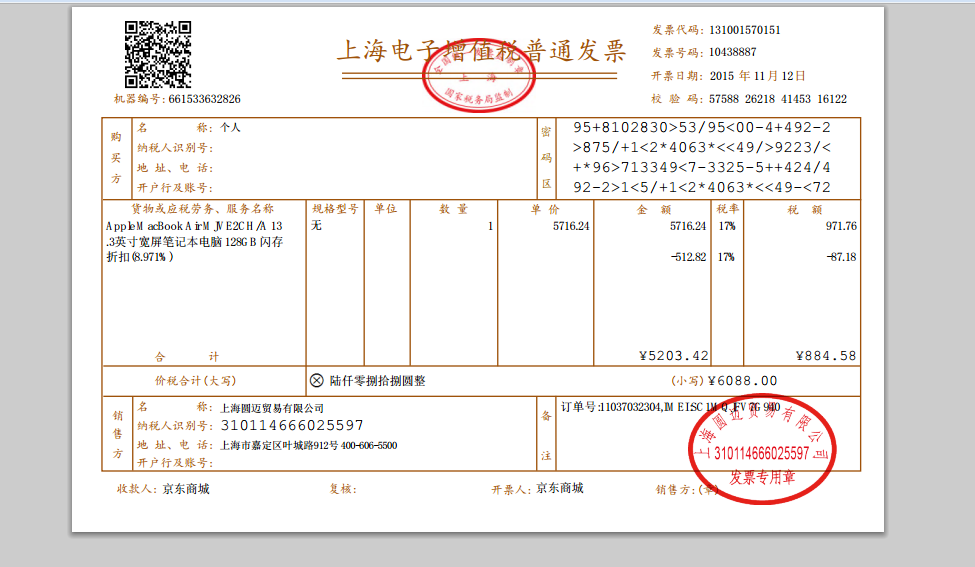 上海电子增值税普通发票
全国统一发票监制章
上 海
国家税务局监制
机器编号: 661533632826
发票代码: 131001570151
发票号码: 10438887
开票日期: 2015 年 11 月 12日
校 验 码: 57588 26218 41453 16122
购买方
名 称: 个人
纳税人识别号:
地 址、电 话:
开户行及账号:
密码区
95+8102830>53/95<00-4+492-2
>875/+1<2*4063*<<49/>9223/<
+*96>713349<7-3325-5++424/4
92-2>1<5/+1<2*4063*<<49-<72
货物或应税劳务、服务名称 规格型号 单位 数 量 单 价 金 额 税率 税 额
AppleMacBookAirMJVE2CH/A 13 无 1 5716.24 5716.24 17% 971.76
.3英寸宽屏笔记本电脑 128GB 闪存
折扣(8.971%) -512.82 17% -87.18
合 计 ¥5203.42 ¥884.58
价税合计(大写) ⊗ 陆仟零捌拾捌圆整 (小写) ¥6088.00
销售方
名 称: 上海圆迈贸易有限公司
纳税人识别号: 310114666025597
地 址、电 话: 上海市嘉定区叶城路912号 400-606-5500
开户行及账号:
备注
订单号:11037032304,IMEI:SC1MQJFV7G940
上海圆迈贸易有限公司
310114666025597
发票专用章
收款人: 京东商城 复核: 开票人: 京东商城 销售方:(章)